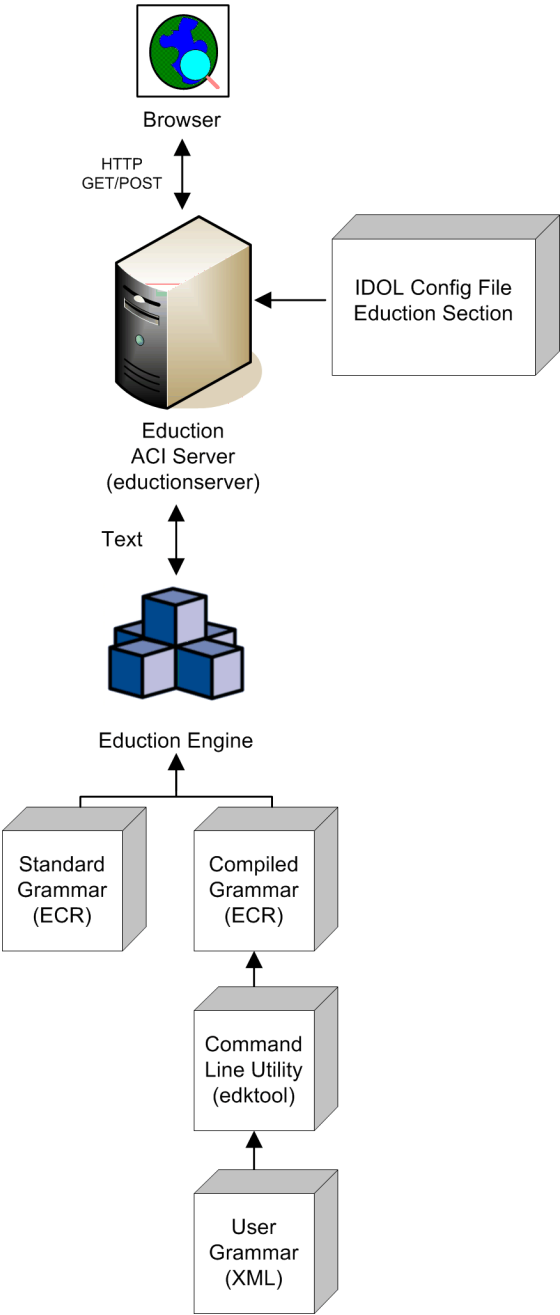 Browser
HTTP
GET/POST
IDOL Config File
Eduction Section
Eduction
ACI Server
(eductionserver)
Text
Eduction Engine
Standard
Grammar
(ECR)
Compiled
Grammar
(ECR)
Command
Line Utility
(edktool)
User
Grammar
(XML)